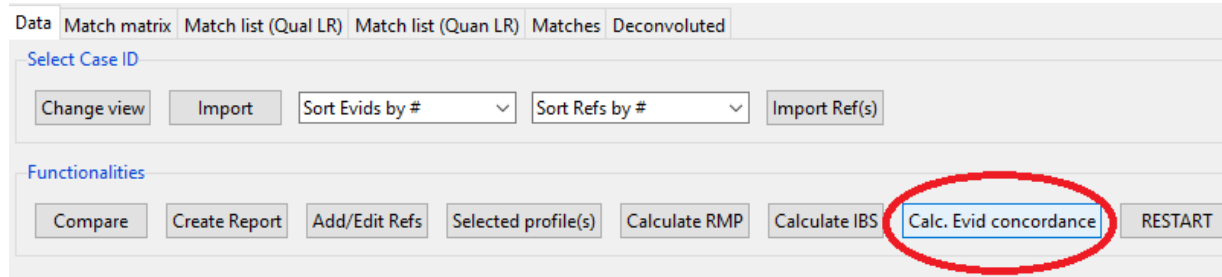 Data Match matrix Match list (Qual LR) Match list (Quan LR) Matches Deconvoluted
Select Case ID
Change view Import Sort Evids by # Sort Refs by # Import Ref(s)
Functionalities
Compare Create Report Add/Edit Refs Selected profile(s) Calculate RMP Calculate IBS Calc. Evid concordance RESTART